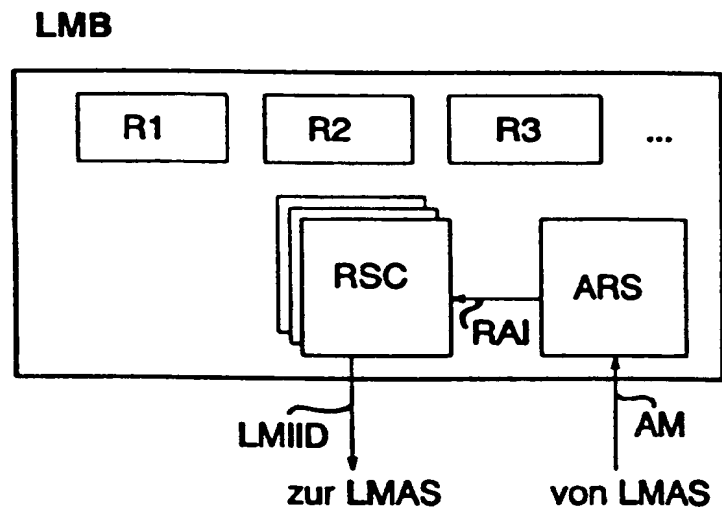 LMB
R1 R2 R3 ...
RSC ARS
RAI
LMIID AM
zur LMAS von LMAS